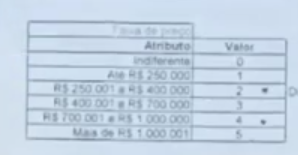 Faixa de preço
Atributo Valor
Indiferente 0
Até R$ 250.000 1
R$ 250.001 a R$ 400.000 2
R$ 400.001 a R$ 700.000 3
R$ 700.001 a R$ 1.000.000 4
Mais de R$ 1.000.001 5